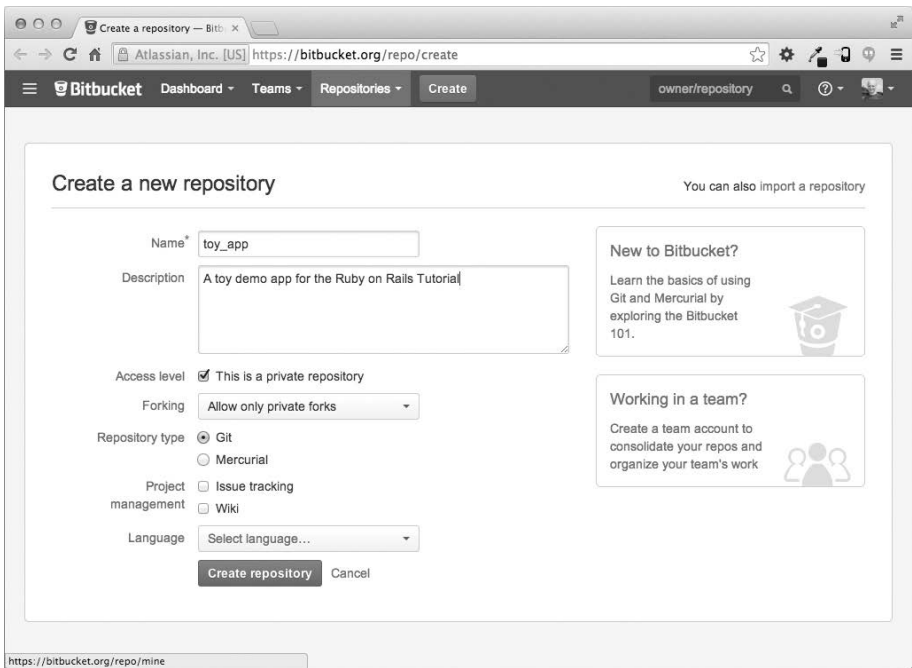 Create a repository — Bitb
Atlassian, Inc. [US] https://bitbucket.org/repo/create
Bitbucket Dashboard Teams Repositories Create owner/repository
Create a new repository
You can also import a repository
Name*
toy_app
Description
A toy demo app for the Ruby on Rails Tutorial
Access level
This is a private repository
Forking
Allow only private forks
Repository type
Git
Mercurial
Project
management
Issue tracking
Wiki
Language
Select language...
Create repository Cancel
New to Bitbucket?
Learn the basics of using
Git and Mercurial by
exploring the Bitbucket
101.
Working in a team?
Create a team account to
consolidate your repos and
organize your team's work
https://bitbucket.org/repo/mine